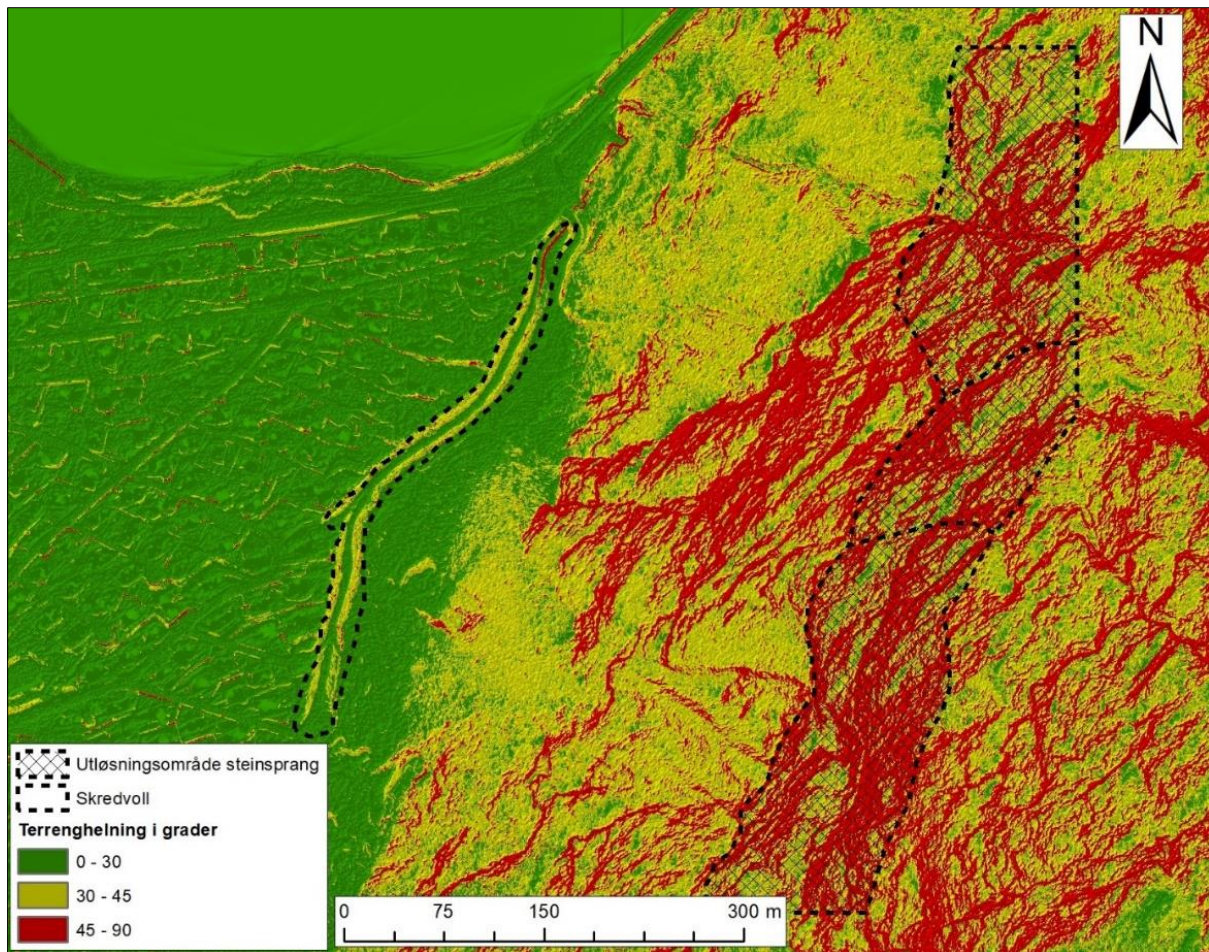 N
Utløsningsområde steinsprang
Skredvoll
Terrenghelning i grader
0 - 30
30 - 45
45 - 90
0 75 150 300 m